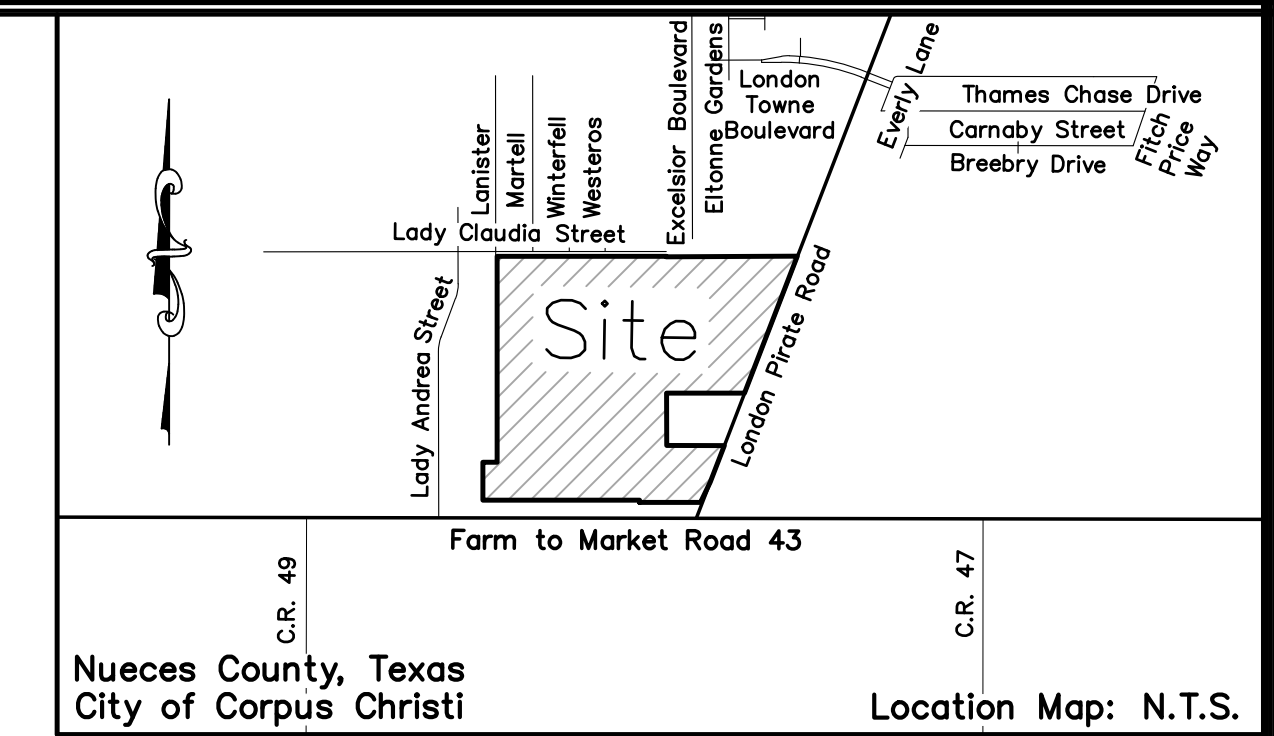 Excelsior Boulevard
Eltonne Gardens
London
Towne
Boulevard
Everly Lane
Thames Chase Drive
Carnaby Street
Breebry Drive
Fitch
Price
Way
Lanister
Martell
Winterfell
Westeros
Lady Claudia Street
Lady Andrea Street
Site
London Pirate Road
Farm to Market Road 43
C.R. 49
C.R. 47
Nueces County, Texas
City of Corpus Christi
Location Map: N.T.S.